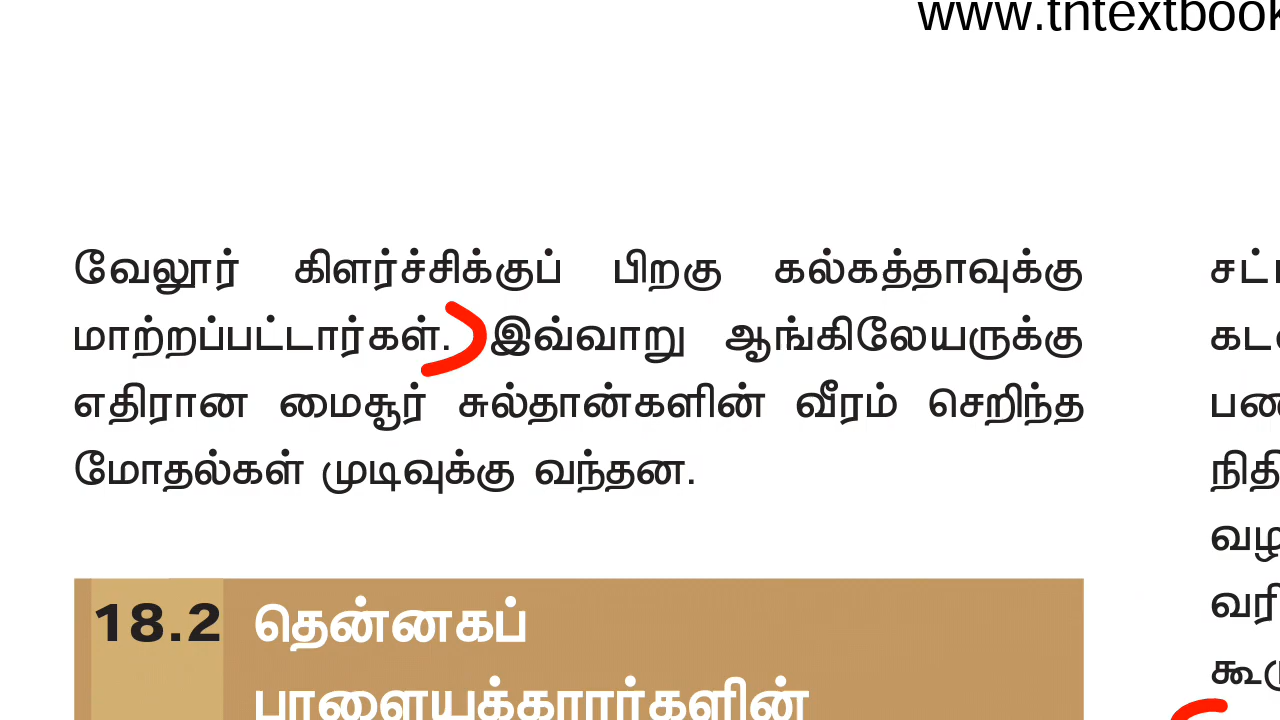 www.tntextbook
வேலூர் கிளர்ச்சிக்குப் பிறகு கல்கத்தாவுக்கு
மாற்றப்பட்டார்கள். இவ்வாறு ஆங்கிலேயருக்கு
எதிரான மைசூர் சுல்தான்களின் வீரம் செறிந்த
மோதல்கள் முடிவுக்கு வந்தன.
18.2 தென்னகப்
பாளையக்காரர்களின்